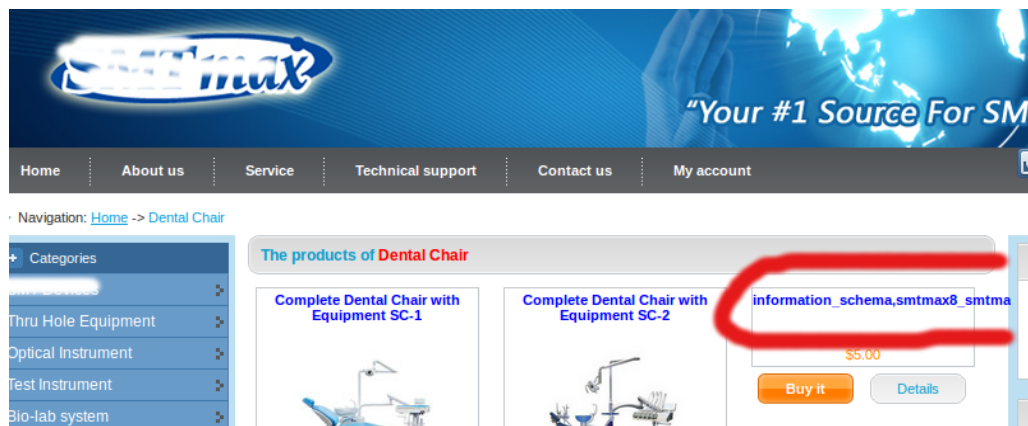 max
"Your #1 Source For SM
Home
About us
Service
Technical support
Contact us
My account
Navigation: Home -> Dental Chair
Categories
Thru Hole Equipment
Optical Instrument
Test Instrument
Bio-lab system
The products of Dental Chair
Complete Dental Chair with
Equipment SC-1
Complete Dental Chair with
Equipment SC-2
information_schema,smtmax8_smtma
$5.00
Buy it
Details